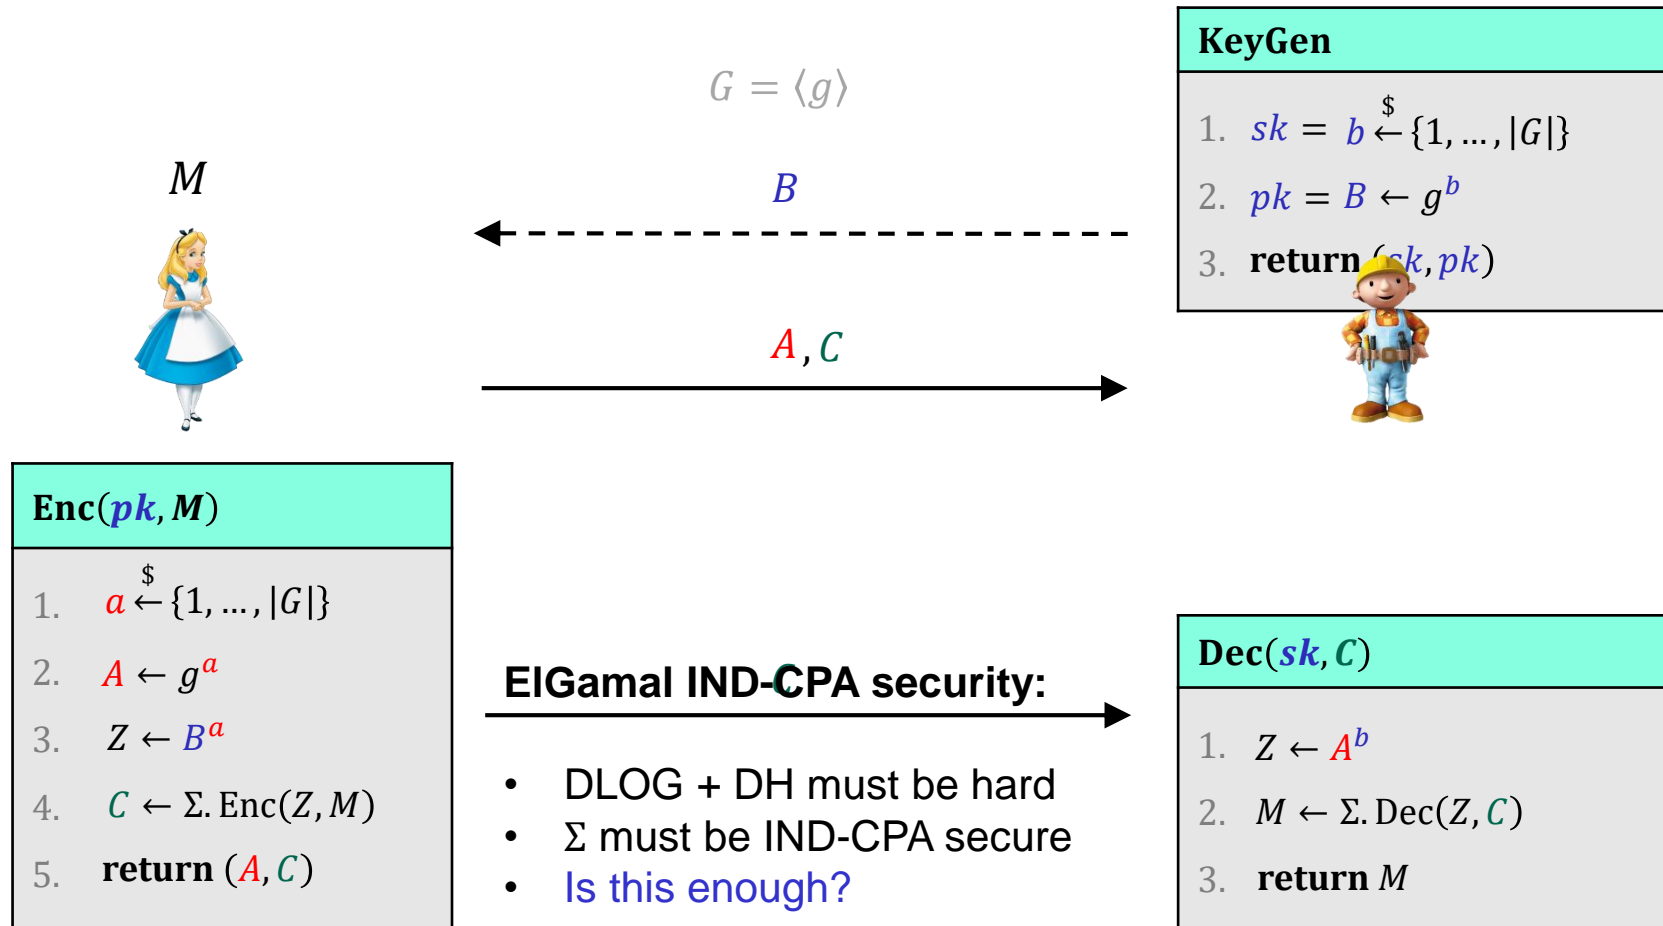 KeyGen
G = ⟨g⟩
1. sk = b $← {1, … , |G|}
M
B
2. pk = B ← g^b
3. return (sk, pk)
A , C
Enc(pk, M)
1. a $← {1, … , |G|}
2. A ← g^a
3. Z ← B^a
4. C ← Σ. Enc(Z, M)
5. return (A, C)
C
ElGamal IND-CPA security:
• DLOG + DH must be hard
• Σ must be IND-CPA secure
• Is this enough?
Dec(sk, C)
1. Z ← A^b
2. M ← Σ. Dec(Z, C)
3. return M